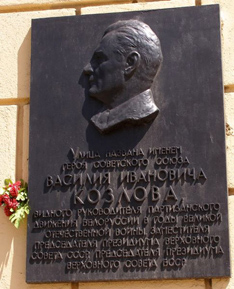 Улица названа именем
Героя Советского Союза
Василия Ивановича
Козлова
видного руководителя партизанского
движения Белоруссии в годы Великой
Отечественной войны, заместителя
Председателя Президиума Верховного
Совета СССР, Председателя Президиума
Верховного Совета БССР